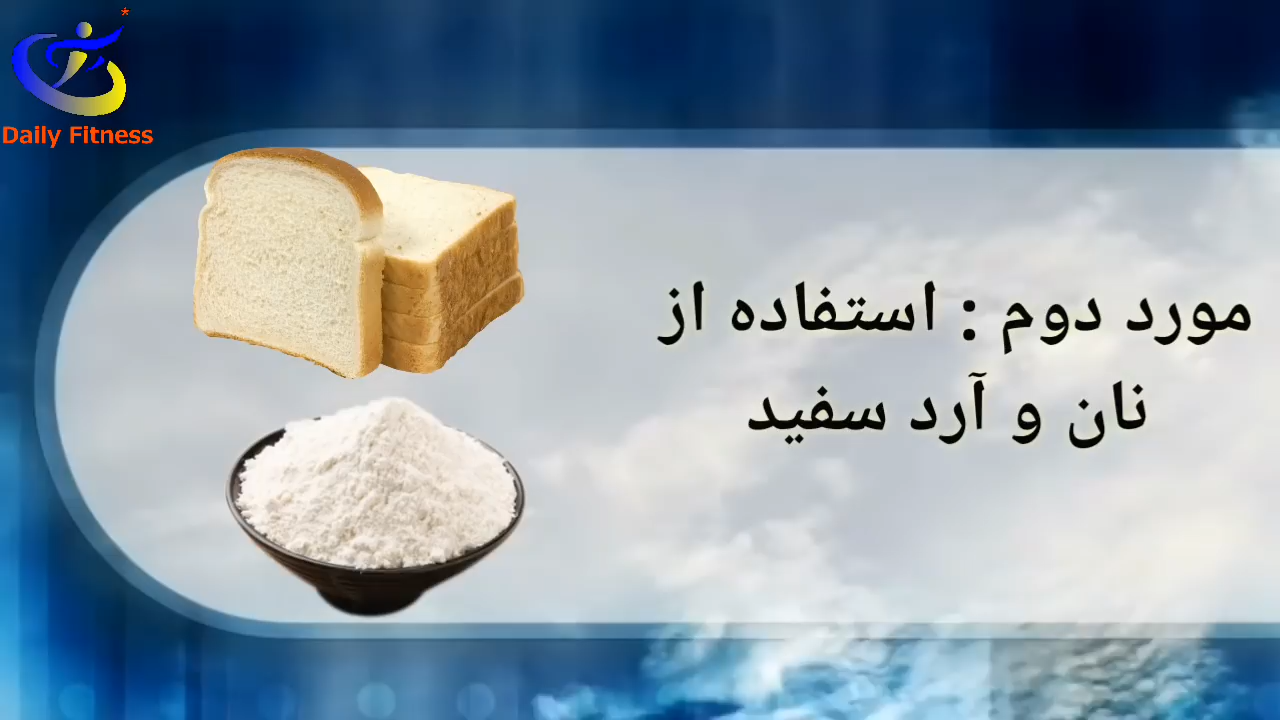 Daily Fitness
مورد دوم : استفاده از
نان و آرد سفید